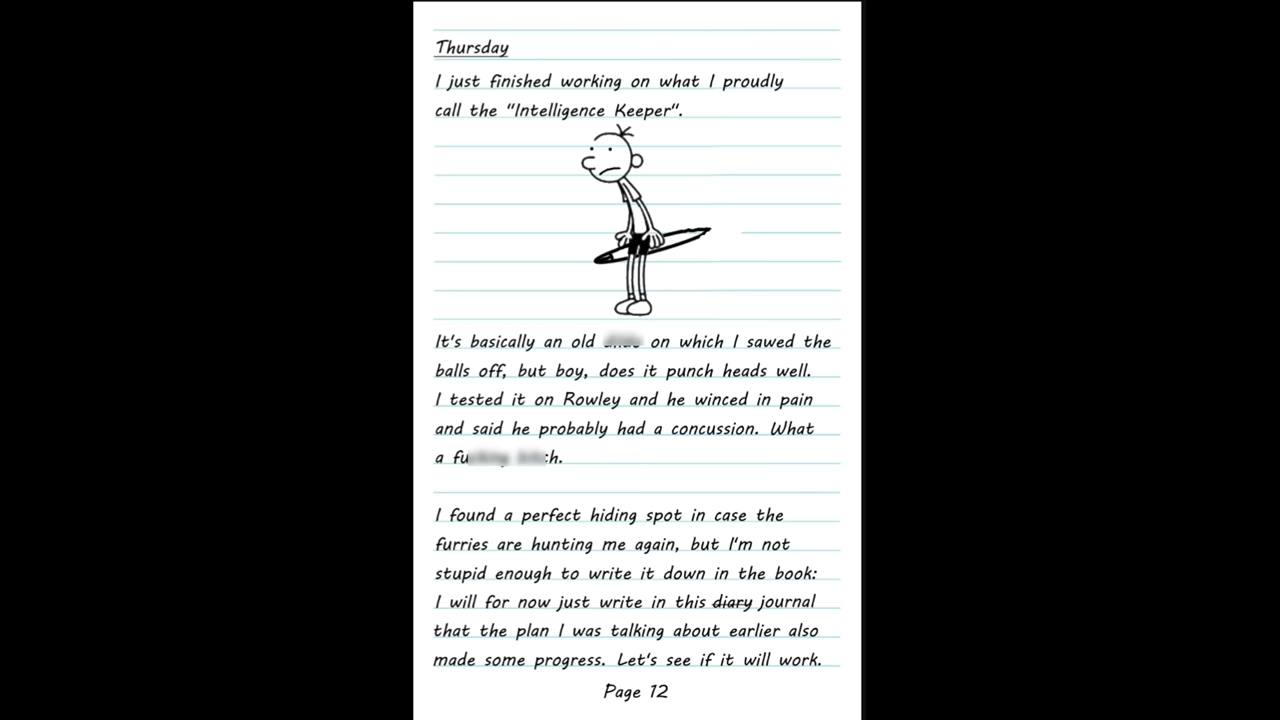 Thursday
I just finished working on what I proudly
call the "Intelligence Keeper".
It's basically an old on which I sawed the
balls off, but boy, does it punch heads well.
I tested it on Rowley and he winced in pain
and said he probably had a concussion. What
a
I found a perfect hiding spot in case the
furries are hunting me again, but I'm not
stupid enough to write it down in the book:
I will for now just write in this diary journal
that the plan I was talking about earlier also
made some progress. Let's see if it will work.
Page 12